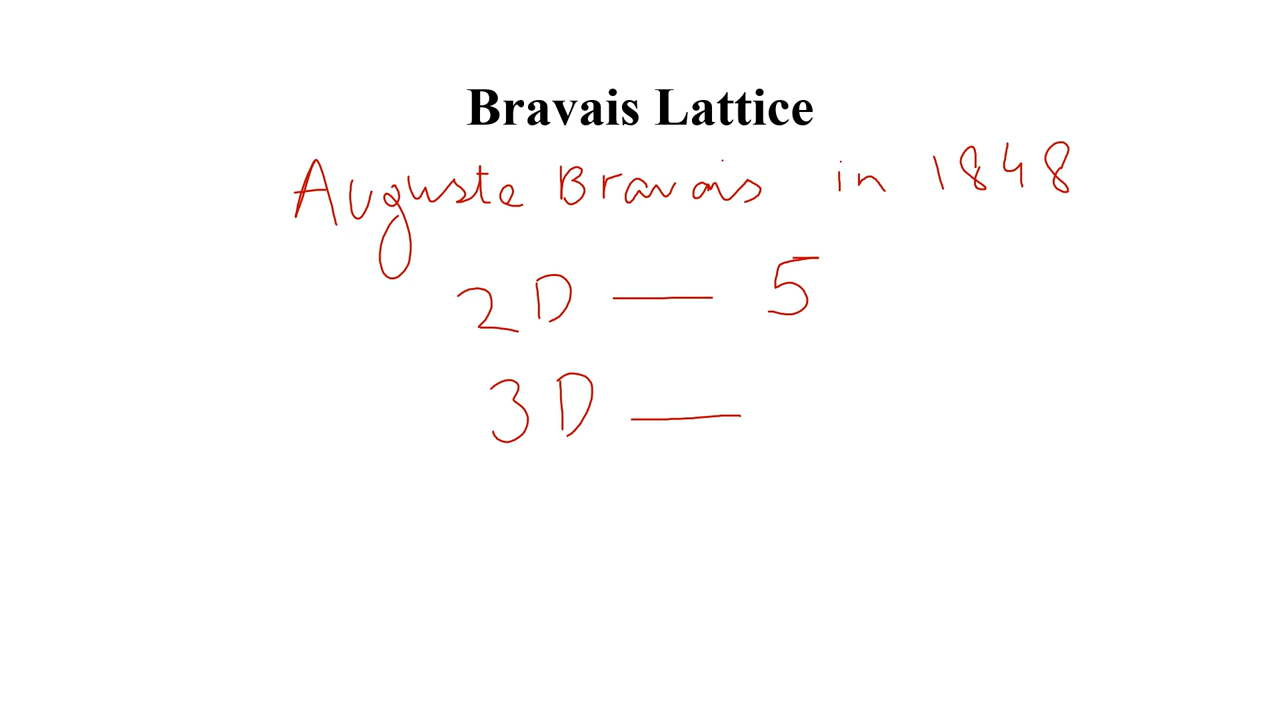 Bravais Lattice
Auguste Bravais in 1848
2D — 5
3D —